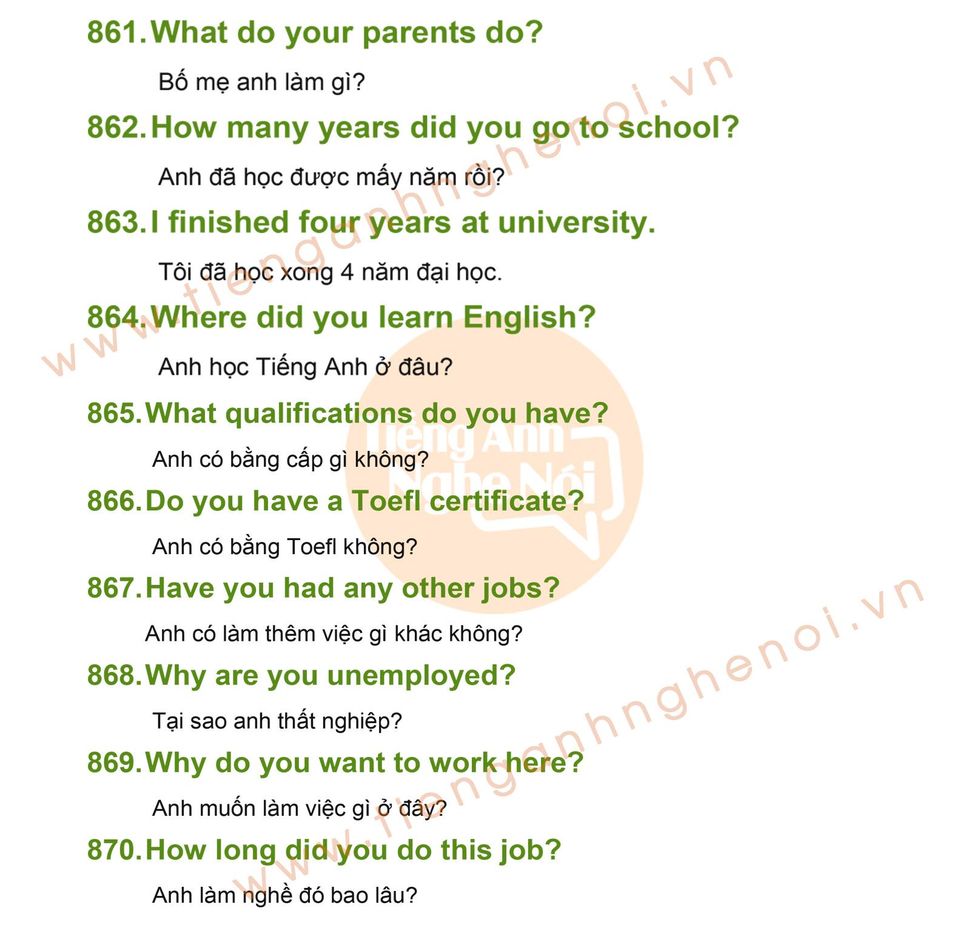 861. What do your parents do?
Bố mẹ anh làm gì?
862. How many years did you go to school?
Anh đã học được mấy năm rồi?
863. I finished four years at university.
Tôi đã học xong 4 năm đại học.
864. Where did you learn English?
Anh học Tiếng Anh ở đâu?
865. What qualifications do you have?
Anh có bằng cấp gì không?
866. Do you have a Toefl certificate?
Anh có bằng Toefl không?
867. Have you had any other jobs?
Anh có làm thêm việc gì khác không?
868. Why are you unemployed?
Tại sao anh thất nghiệp?
869. Why do you want to work here?
Anh muốn làm việc gì ở đây?
870. How long did you do this job?
Anh làm nghề đó bao lâu?
www.tienganhnghenoi.vn
Tiếng Anh
Nghe Nói
www.tienganhnghenoi.vn